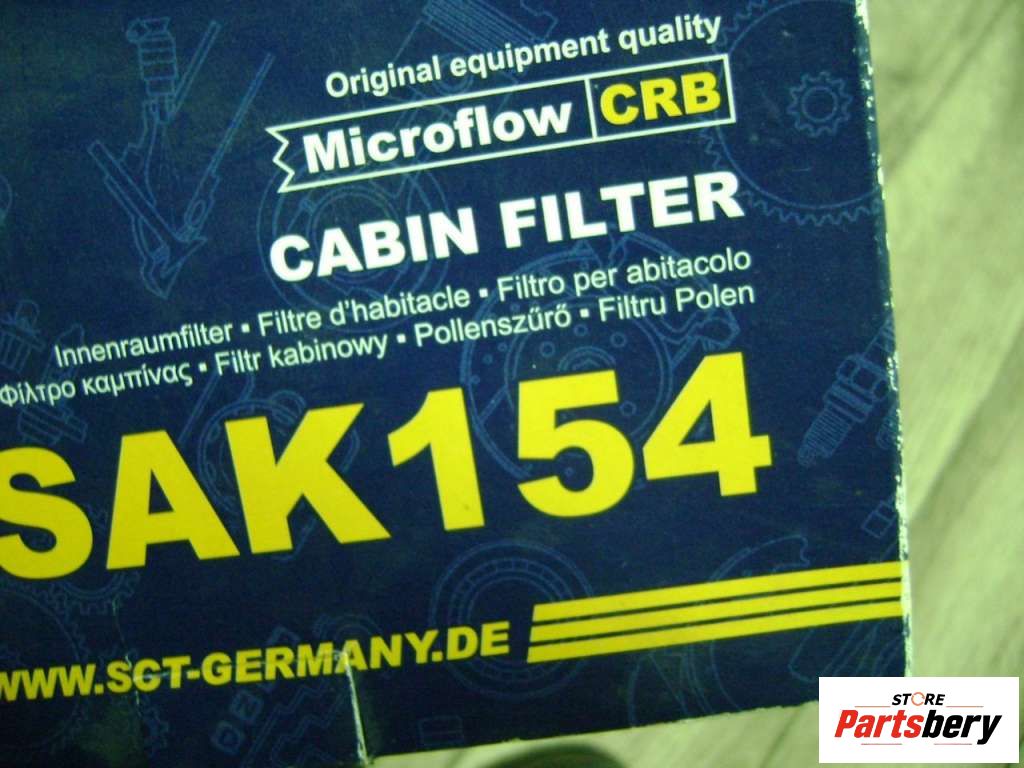 Original equipment quality
Microflow CRB
CABIN FILTER
Innenraumfilter ▪ Filtre d'habitacle ▪ Filtro per abitacolo
Φίλτρο καμπίνας ▪ Filtr kabinowy ▪ Pollenszűrő ▪ Filtru Polen
SAK154
WWW.SCT-GERMANY.DE
STORE
Partsbery